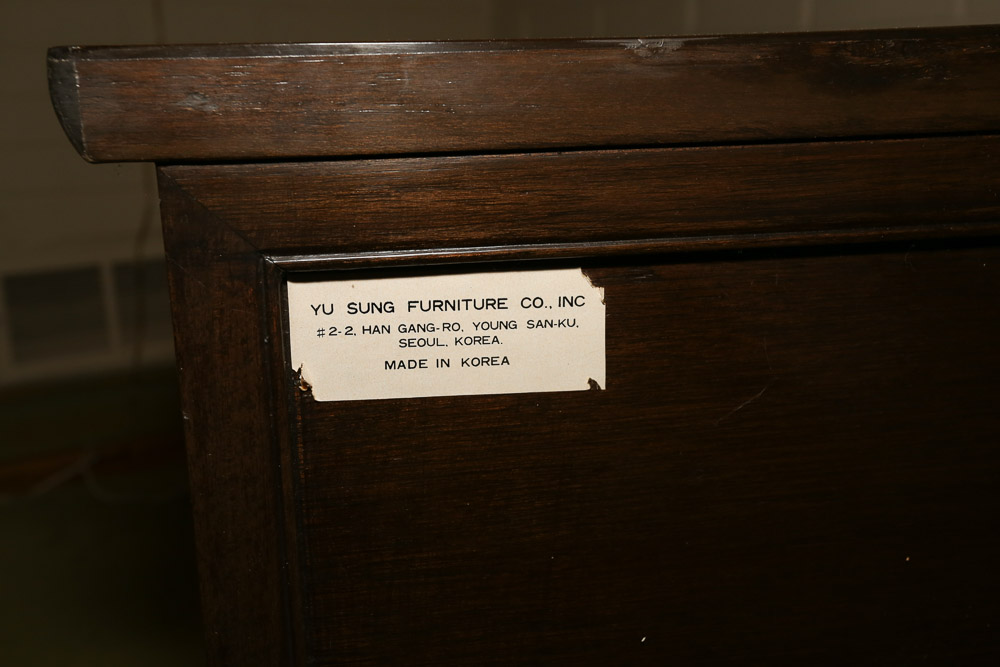 YU SUNG FURNITURE CO., INC
#2-2, HAN GANG-RO, YOUNG SAN-KU,
SEOUL, KOREA.
MADE IN KOREA